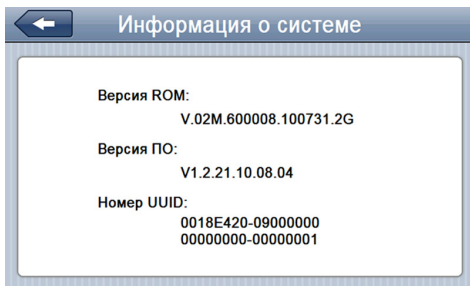 Информация о системе
Версия ROM:
V.02M.600008.100731.2G
Версия ПО:
V1.2.21.10.08.04
Номер UUID:
0018E420-09000000
00000000-00000001